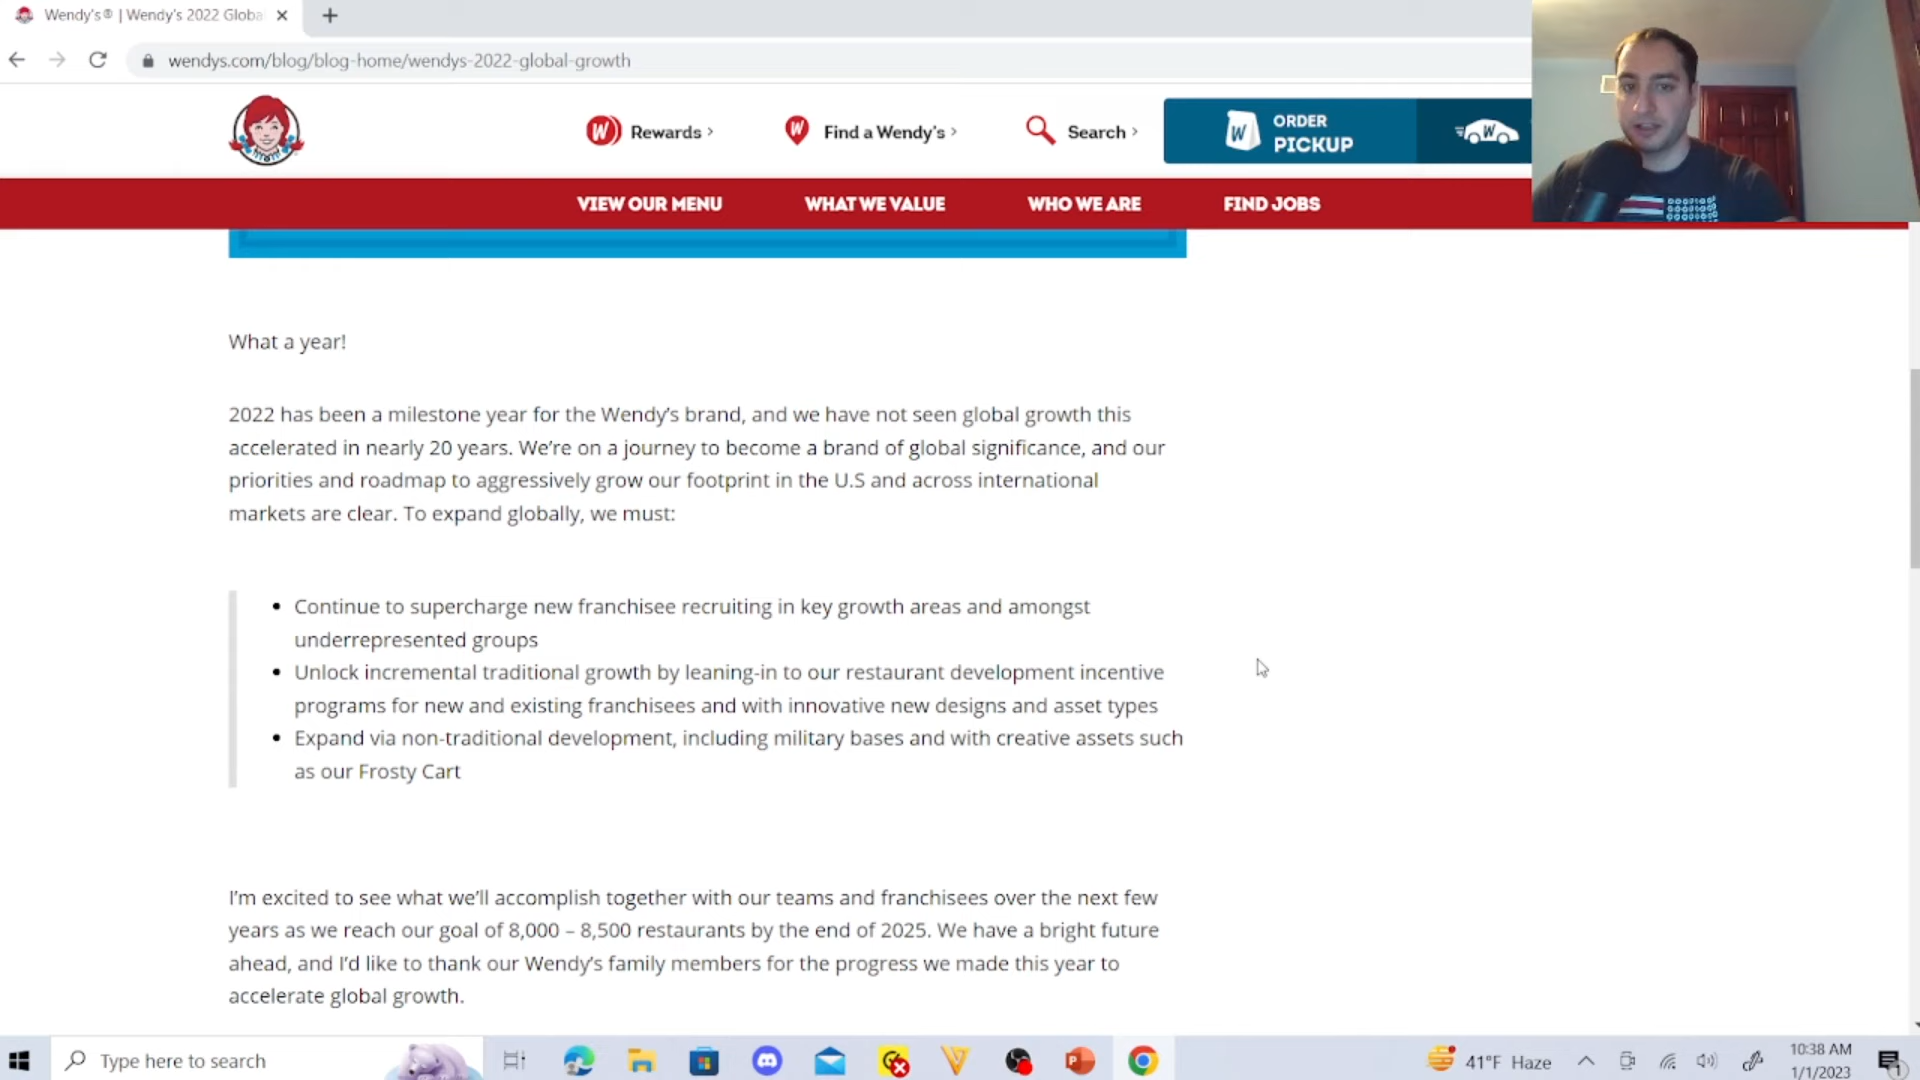 Wendy's® | Wendy's 2022 Globa
wendys.com/blog/blog-home/wendys-2022-global-growth
Rewards
Find a Wendy's
Search
ORDER
PICKUP
VIEW OUR MENU
WHAT WE VALUE
WHO WE ARE
FIND JOBS
What a year!
2022 has been a milestone year for the Wendy’s brand, and we have not seen global growth this
accelerated in nearly 20 years. We’re on a journey to become a brand of global significance, and our
priorities and roadmap to aggressively grow our footprint in the U.S and across international
markets are clear. To expand globally, we must:
• Continue to supercharge new franchisee recruiting in key growth areas and amongst
underrepresented groups
• Unlock incremental traditional growth by leaning-in to our restaurant development incentive
programs for new and existing franchisees and with innovative new designs and asset types
• Expand via non-traditional development, including military bases and with creative assets such
as our Frosty Cart
I’m excited to see what we’ll accomplish together with our teams and franchisees over the next few
years as we reach our goal of 8,000 – 8,500 restaurants by the end of 2025. We have a bright future
ahead, and I’d like to thank our Wendy’s family members for the progress we made this year to
accelerate global growth.
Type here to search
41°F Haze
10:38 AM
1/1/2023